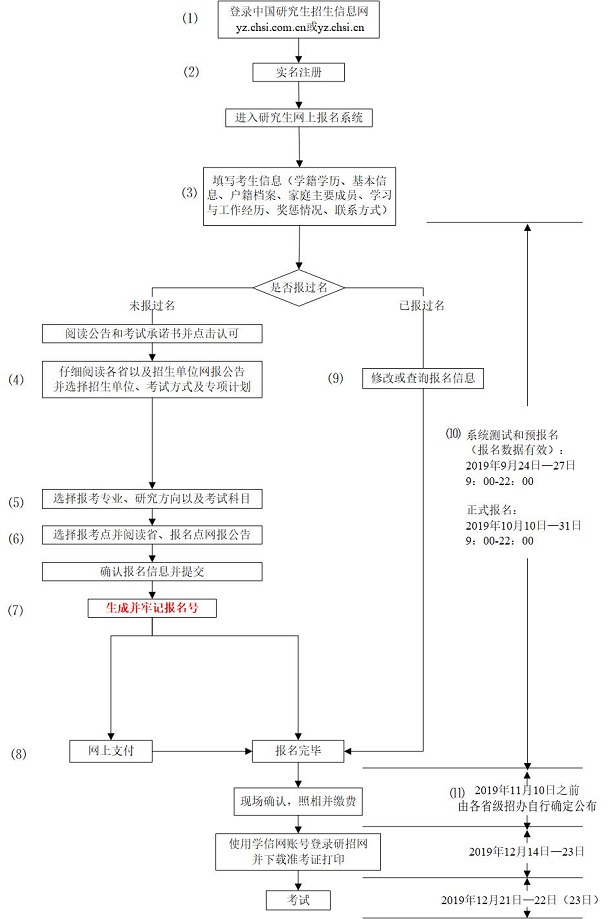 ⑴
登录中国研究生招生信息网
yz.chsi.com.cn或yz.chsi.cn
⑵
实名注册
进入研究生网上报名系统
⑶
填写考生信息（学籍学历、基本信
息、户籍档案、家庭主要成员、学习
与工作经历、奖惩情况、联系方式）
是否报过名
未报过名
已报过名
阅读公告和考试承诺书并点击认可
⑷
仔细阅读各省以及招生单位网报公告
并选择招生单位、考试方式及专项计划
⑼
修改或查询报名信息
⑽
系统测试和预报名
（报名数据有效）：
2019年9月24日—27日
9：00-22：00
正式报名：
2019年10月10日—31日
9：00-22：00
⑸
选择报考专业、研究方向以及考试科目
⑹
选择报考点并阅读省、报名点网报公告
确认报名信息并提交
⑺
生成并牢记报名号
⑻
网上支付
报名完毕
现场确认，照相并缴费
⑾
2019年11月10日之前
由各省级招办自行确定公布
使用学信网账号登录研招网
并下载准考证打印
2019年12月14日—23日
考试
2019年12月21日—22日（23日）